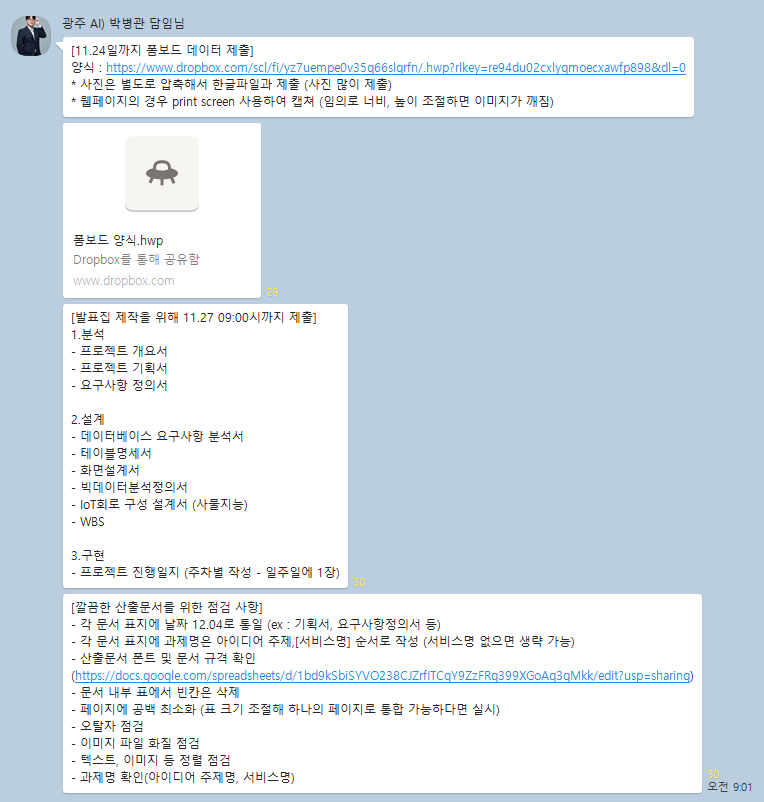 광주 AI) 박병관 담임님
[11.24일까지 폼보드 데이터 제출]
양식 : https://www.dropbox.com/scl/fi/yz7uempe0v35q66slqrfn/.hwp?rlkey=re94du02cxlyqmoecxawfp898&dl=0
* 사진은 별도로 압축해서 한글파일과 제출 (사진 많이 제출)
* 웹페이지의 경우 print screen 사용하여 캡쳐 (임의로 너비, 높이 조절하면 이미지가 깨짐)
폼보드 양식.hwp
Dropbox를 통해 공유함
www.dropbox.com
29
[발표집 제작을 위해 11.27 09:00시까지 제출]
1.분석
- 프로젝트 개요서
- 프로젝트 기획서
- 요구사항 정의서
2.설계
- 데이터베이스 요구사항 분석서
- 테이블명세서
- 화면설계서
- 빅데이터분석정의서
- IoT회로 구성 설계서 (사물지능)
- WBS
3.구현
- 프로젝트 진행일지 (주차별 작성 - 일주일에 1장)
30
[깔끔한 산출문서를 위한 점검 사항]
- 각 문서 표지에 날짜 12.04로 통일 (ex : 기획서, 요구사항정의서 등)
- 각 문서 표지에 과제명은 아이디어 주제,[서비스명] 순서로 작성 (서비스명 없으면 생략 가능)
- 산출문서 폰트 및 문서 규격 확인
(https://docs.google.com/spreadsheets/d/1bd9kSbiSYVO238CJZrfITCgY9ZzFRq399XGoAq3qMkk/edit?usp=sharing)
- 문서 내부 표에서 빈칸은 삭제
- 페이지에 공백 최소화 (표 크기 조절해 하나의 페이지로 통합 가능하다면 실시)
- 오탈자 점검
- 이미지 파일 화질 점검
- 텍스트, 이미지 등 정렬 점검
- 과제명 확인(아이디어 주제명, 서비스명)
30
오전 9:01